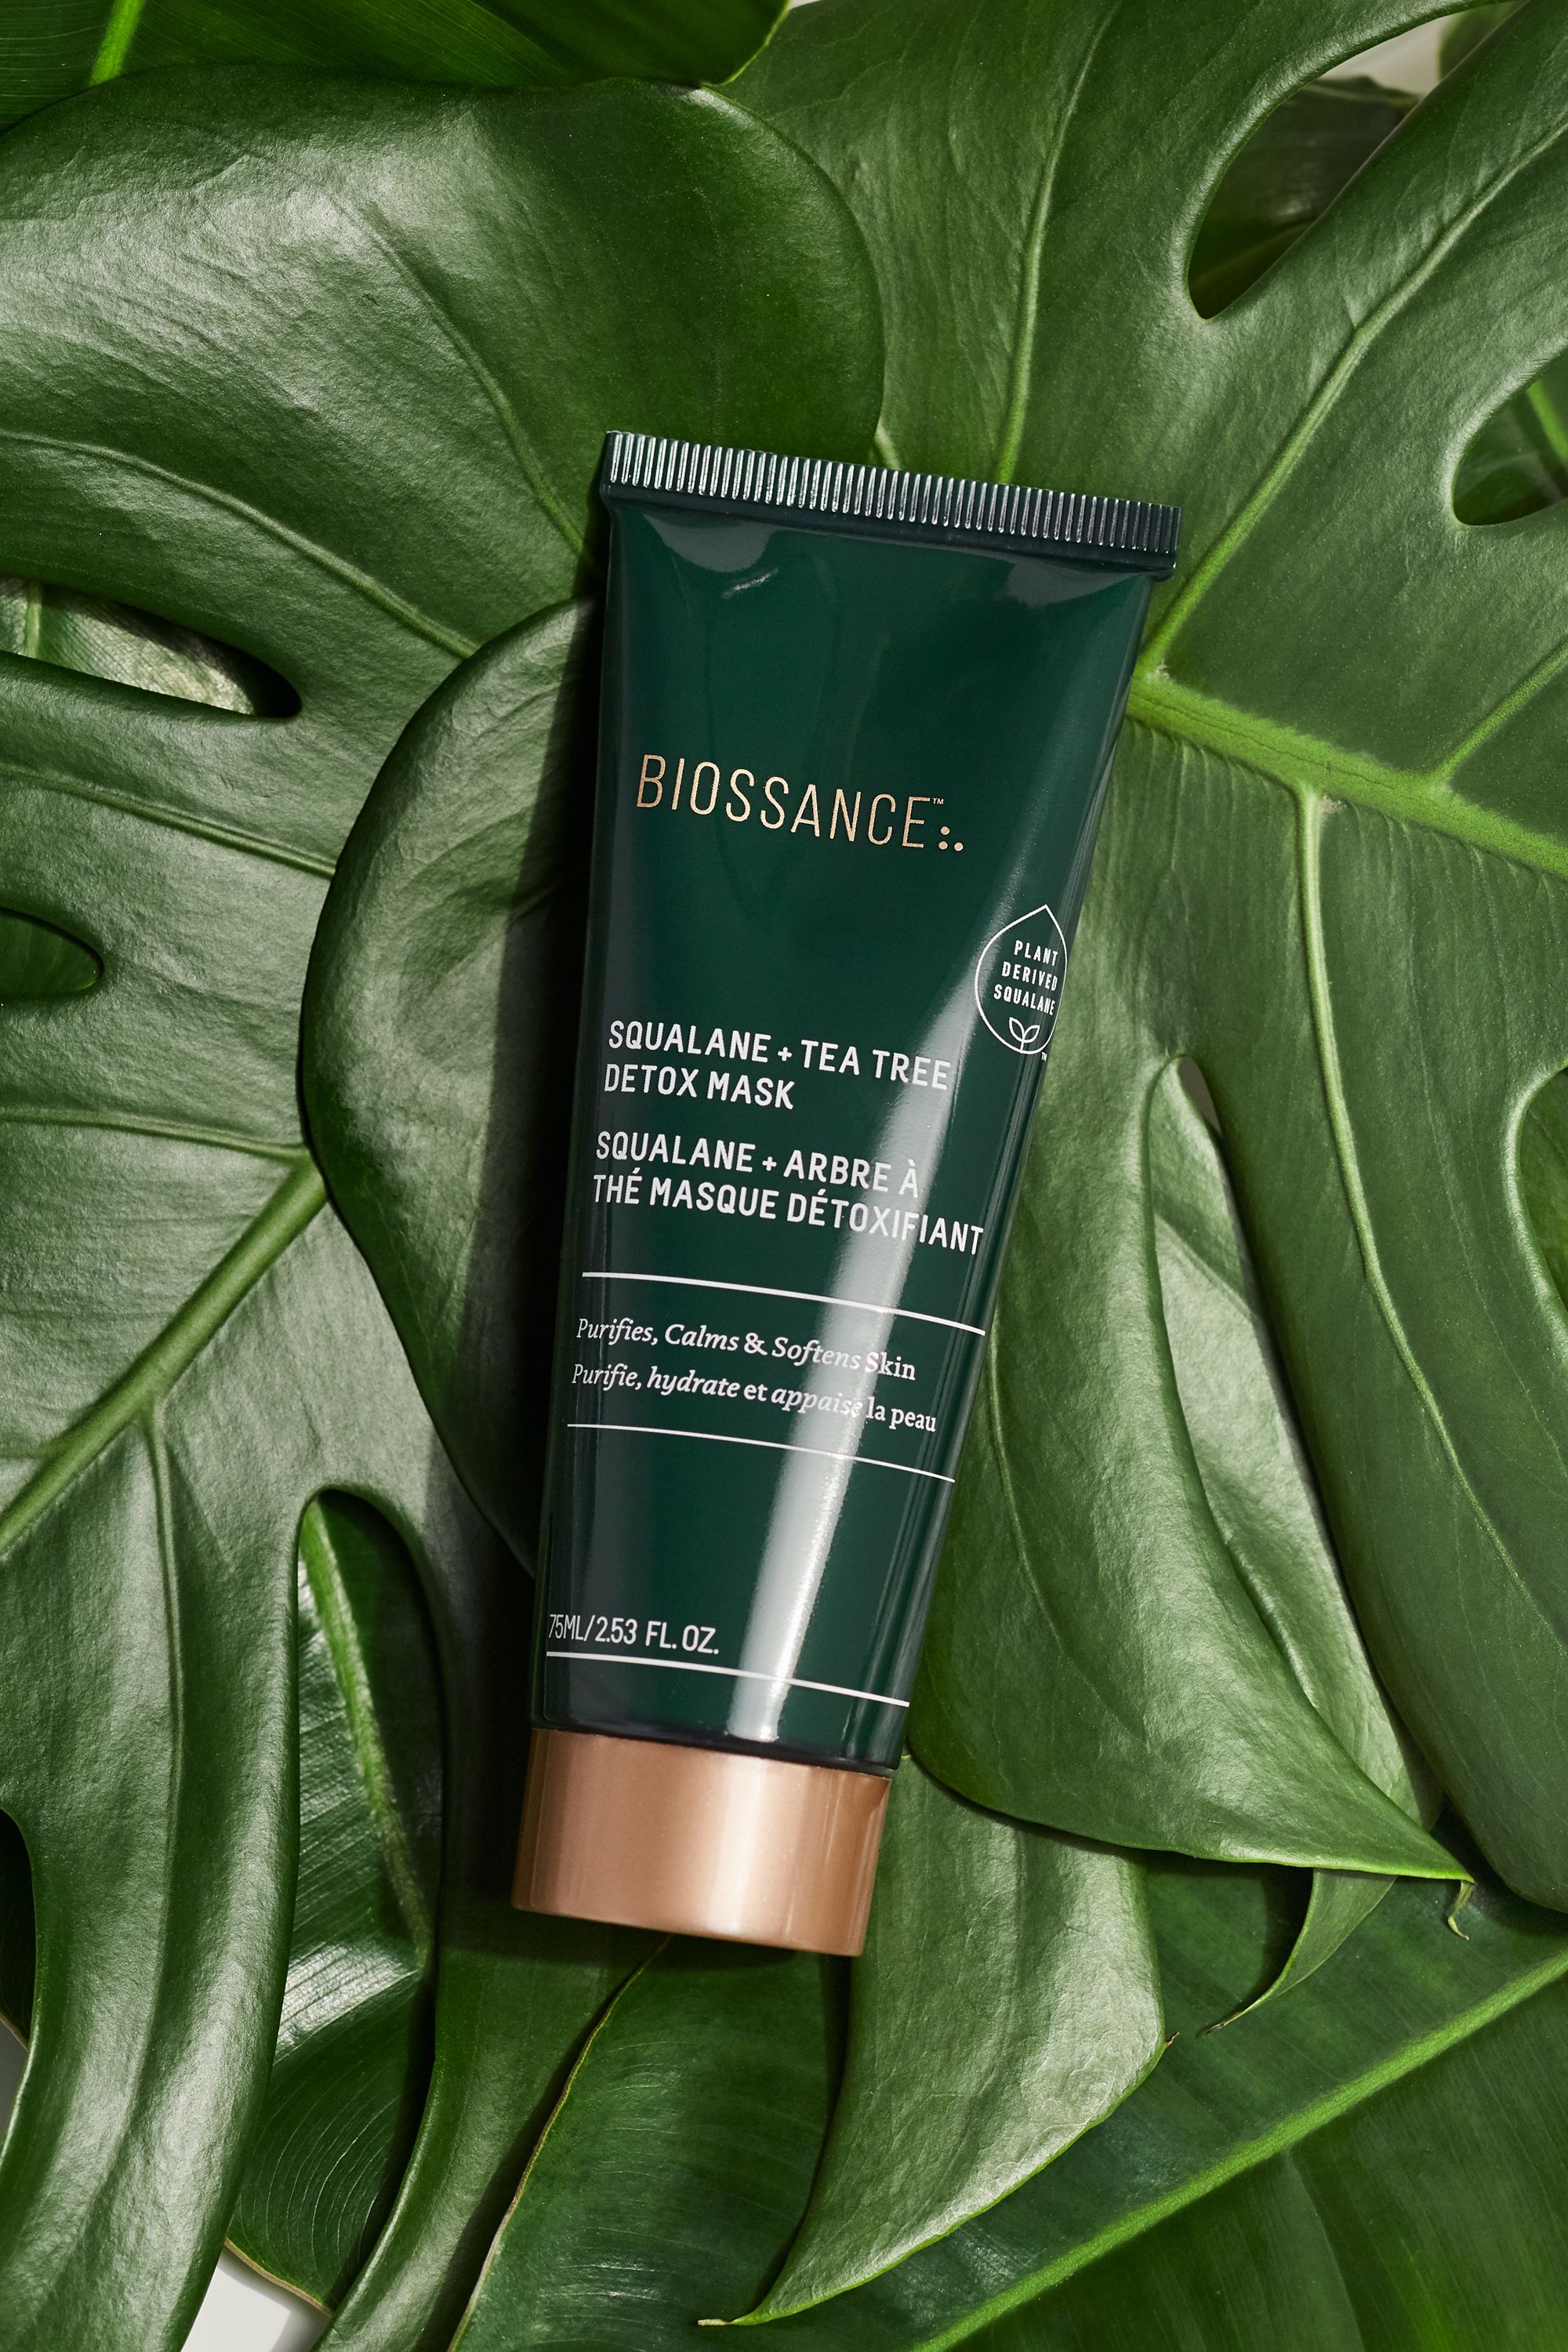 BIOSSANCE™
PLANT
DERIVED
SQUALANE
™
SQUALANE + TEA TREE
DETOX MASK
SQUALANE + ARBRE À
THÉ MASQUE DÉTOXIFIANT
Purifies, Calms & Softens Skin
Purifie, hydrate et appaise la peau
75ML/2.53 FL. OZ.